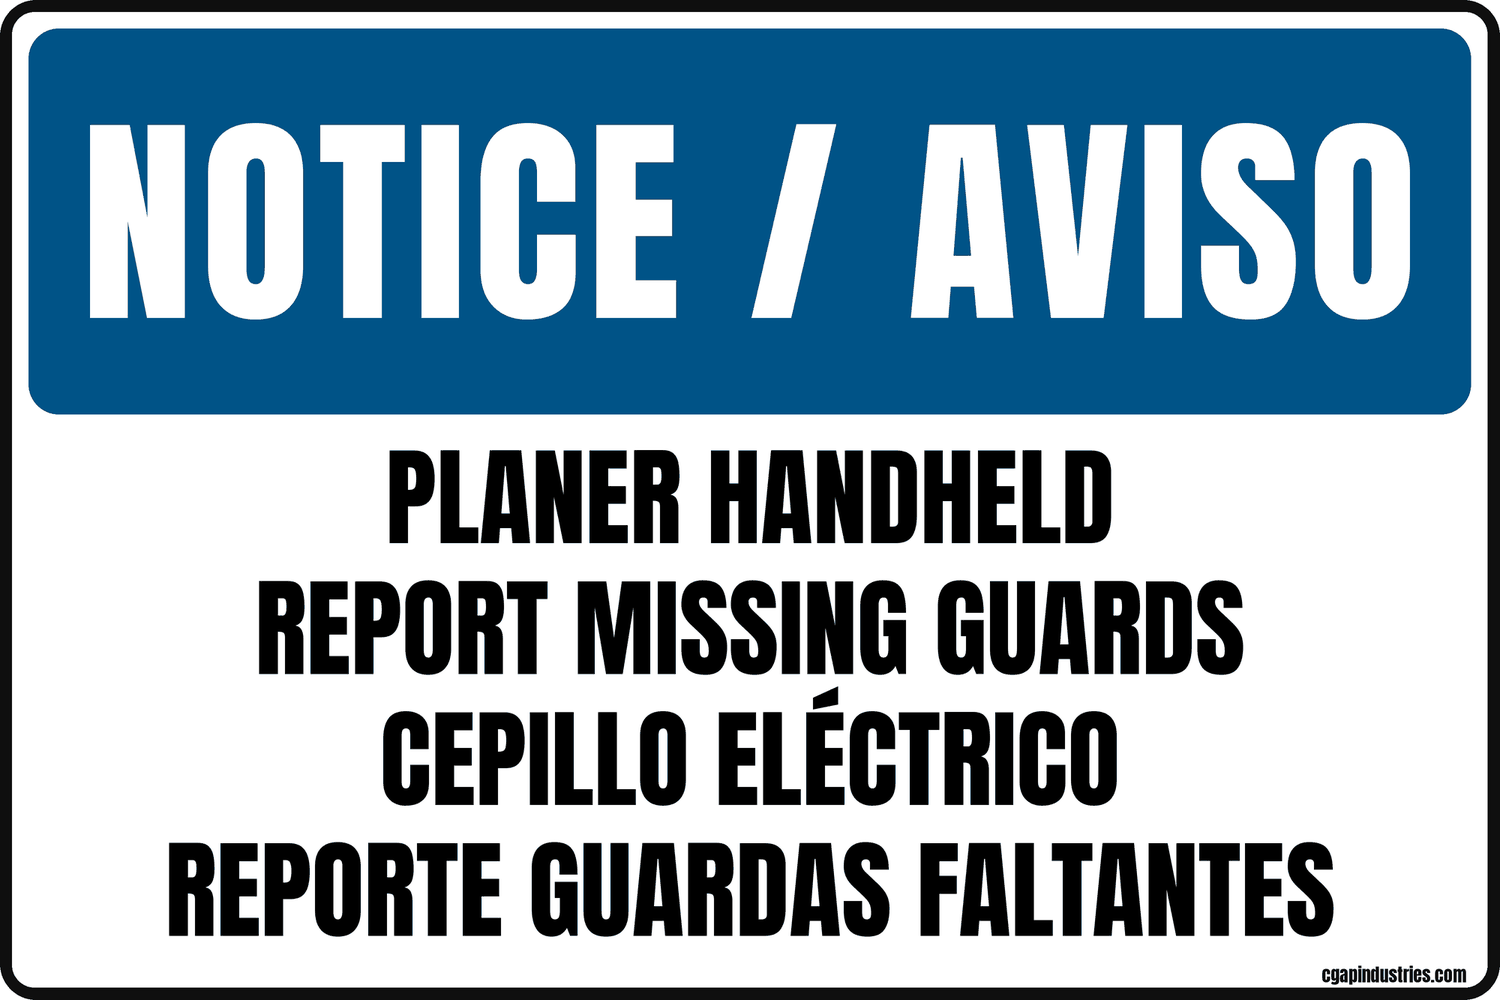 NOTICE / AVISO
PLANER HANDHELD
REPORT MISSING GUARDS
CEPILLO ELÉCTRICO
REPORTE GUARDAS FALTANTES
cgapindustries.com